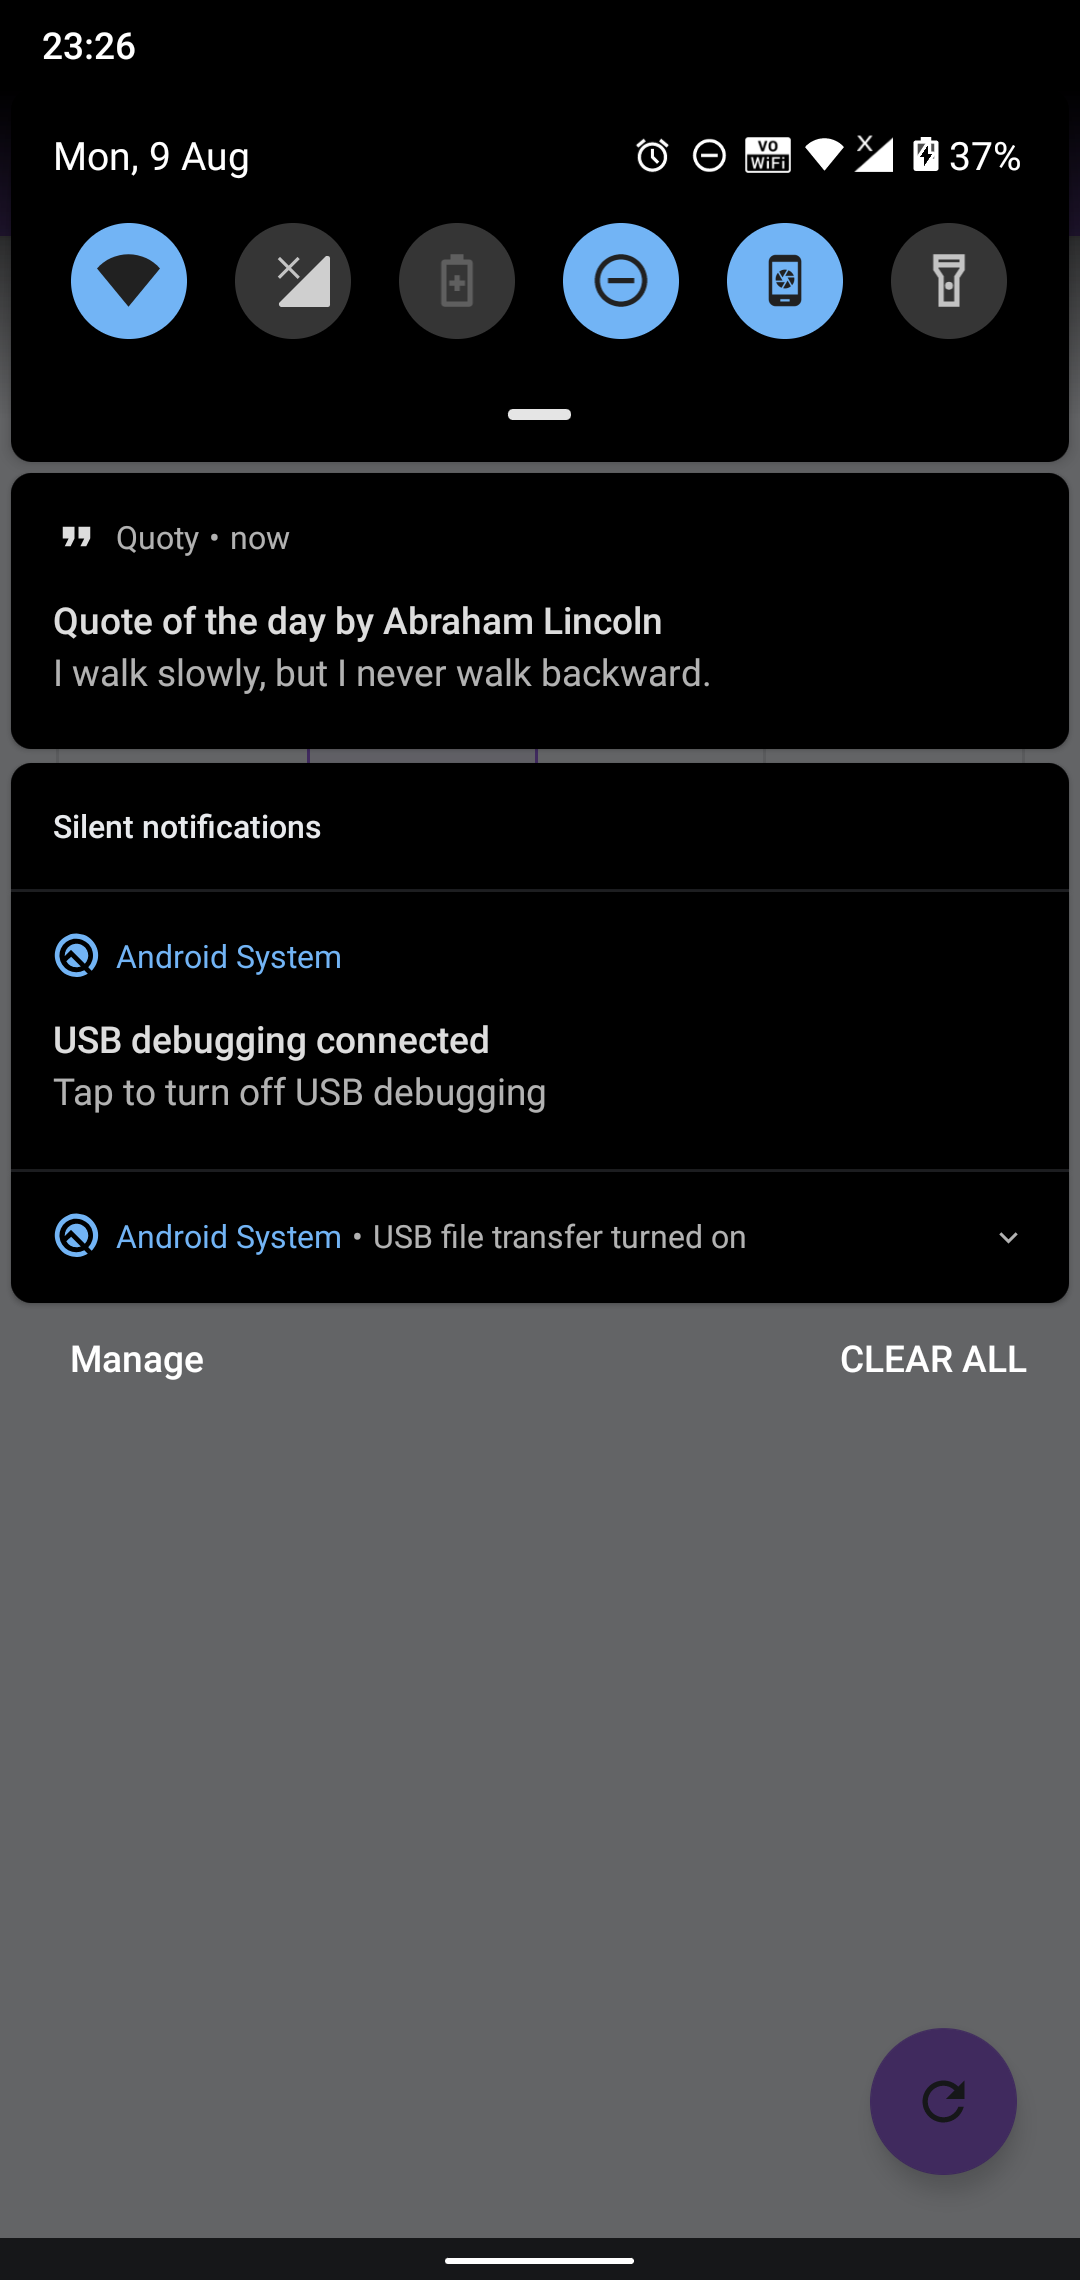 23:26
Mon, 9 Aug
VO
WiFi
37%
Quoty • now
Quote of the day by Abraham Lincoln
I walk slowly, but I never walk backward.
Silent notifications
Android System
USB debugging connected
Tap to turn off USB debugging
Android System • USB file transfer turned on
Manage
CLEAR ALL